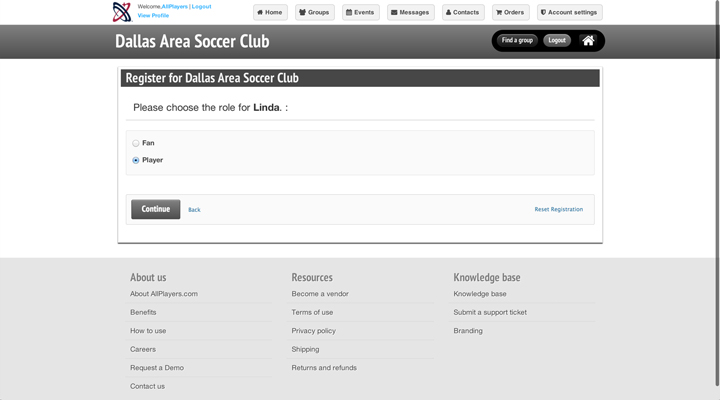 Welcome,AllPlayers | Logout
View Profile
Home
Groups
Events
Messages
Contacts
Orders
Account settings
Dallas Area Soccer Club
Find a group
Logout
Register for Dallas Area Soccer Club
Please choose the role for Linda. :
Fan
Player
Continue
Back
Reset Registration
About us
About AllPlayers.com
Benefits
How to use
Careers
Request a Demo
Contact us
Resources
Become a vendor
Terms of use
Privacy policy
Shipping
Returns and refunds
Knowledge base
Knowledge base
Submit a support ticket
Branding